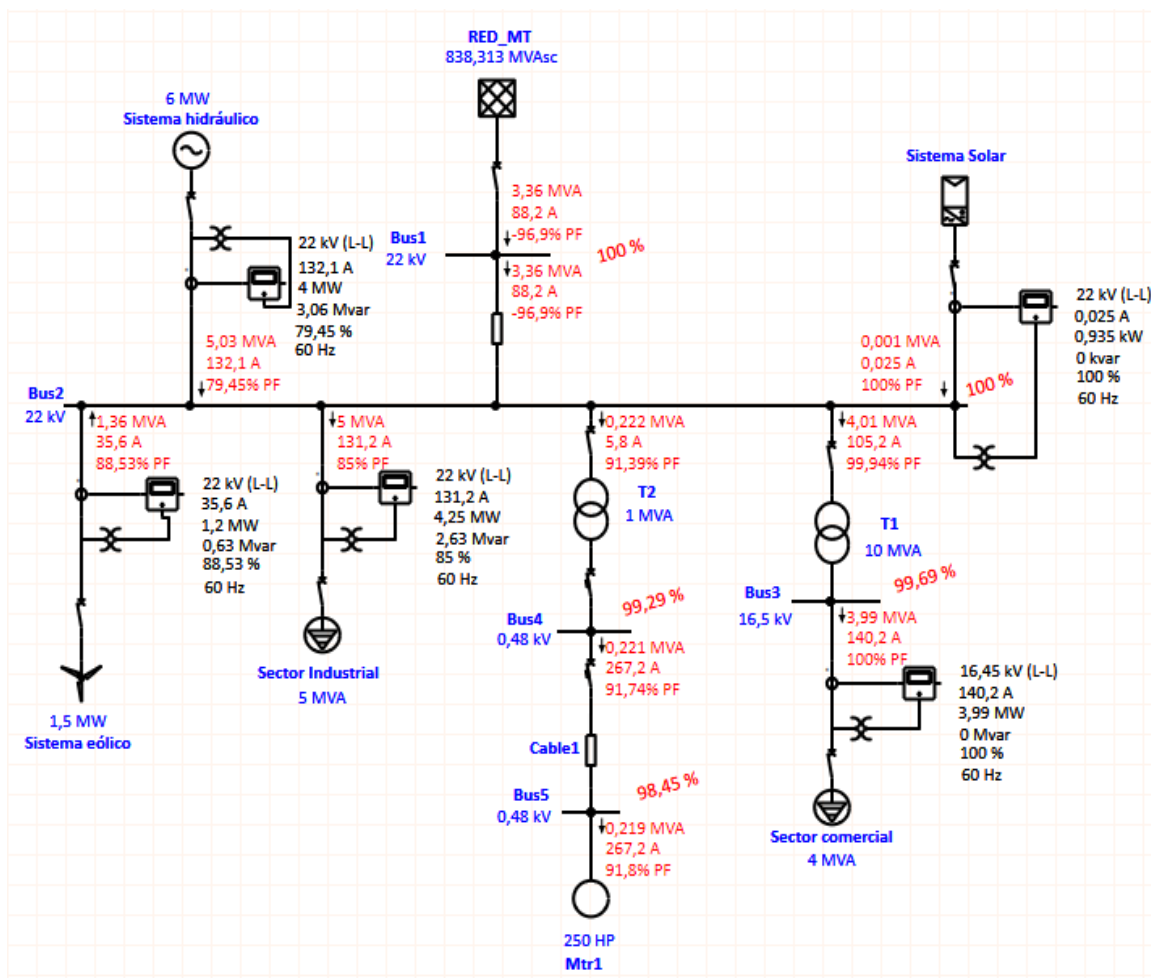 RED_MT
838,313 MVAsc
6 MW
Sistema hidráulico
Sistema Solar
3,36 MVA
88,2 A
-96,9% PF
Bus1
22 kV
100 %
3,36 MVA
88,2 A
-96,9% PF
22 kV (L-L)
132,1 A
4 MW
3,06 Mvar
79,45 %
60 Hz
5,03 MVA
132,1 A
79,45% PF
22 kV (L-L)
0,025 A
0,935 kW
0 kvar
100 %
60 Hz
0,001 MVA
0,025 A
100% PF
100 %
Bus2
22 kV
1,36 MVA
35,6 A
88,53% PF
22 kV (L-L)
35,6 A
1,2 MW
0,63 Mvar
88,53 %
60 Hz
1,5 MW
Sistema eólico
5 MVA
131,2 A
85% PF
22 kV (L-L)
131,2 A
4,25 MW
2,63 Mvar
85 %
60 Hz
Sector Industrial
5 MVA
0,222 MVA
5,8 A
91,39% PF
T2
1 MVA
99,29 %
Bus4
0,48 kV
0,221 MVA
267,2 A
91,74% PF
Cable1
98,45 %
Bus5
0,48 kV
0,219 MVA
267,2 A
91,8% PF
250 HP
Mtr1
4,01 MVA
105,2 A
99,94% PF
T1
10 MVA
99,69 %
Bus3
16,5 kV
3,99 MVA
140,2 A
100% PF
16,45 kV (L-L)
140,2 A
3,99 MW
0 Mvar
100 %
60 Hz
Sector comercial
4 MVA